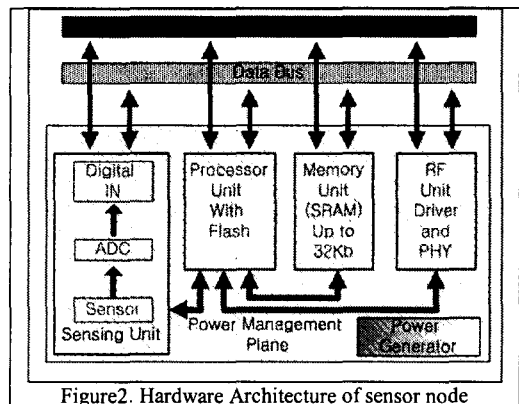 Data Bus
Digital
IN
ADC
Sensor
Sensing Unit
Processor
Unit
With
Flash
Memory
Unit
(SRAM)
Up to
32Kb
RF
Unit
Driver
and
PHY
Power Management
Plane
Power
Generator
Figure2. Hardware Architecture of sensor node